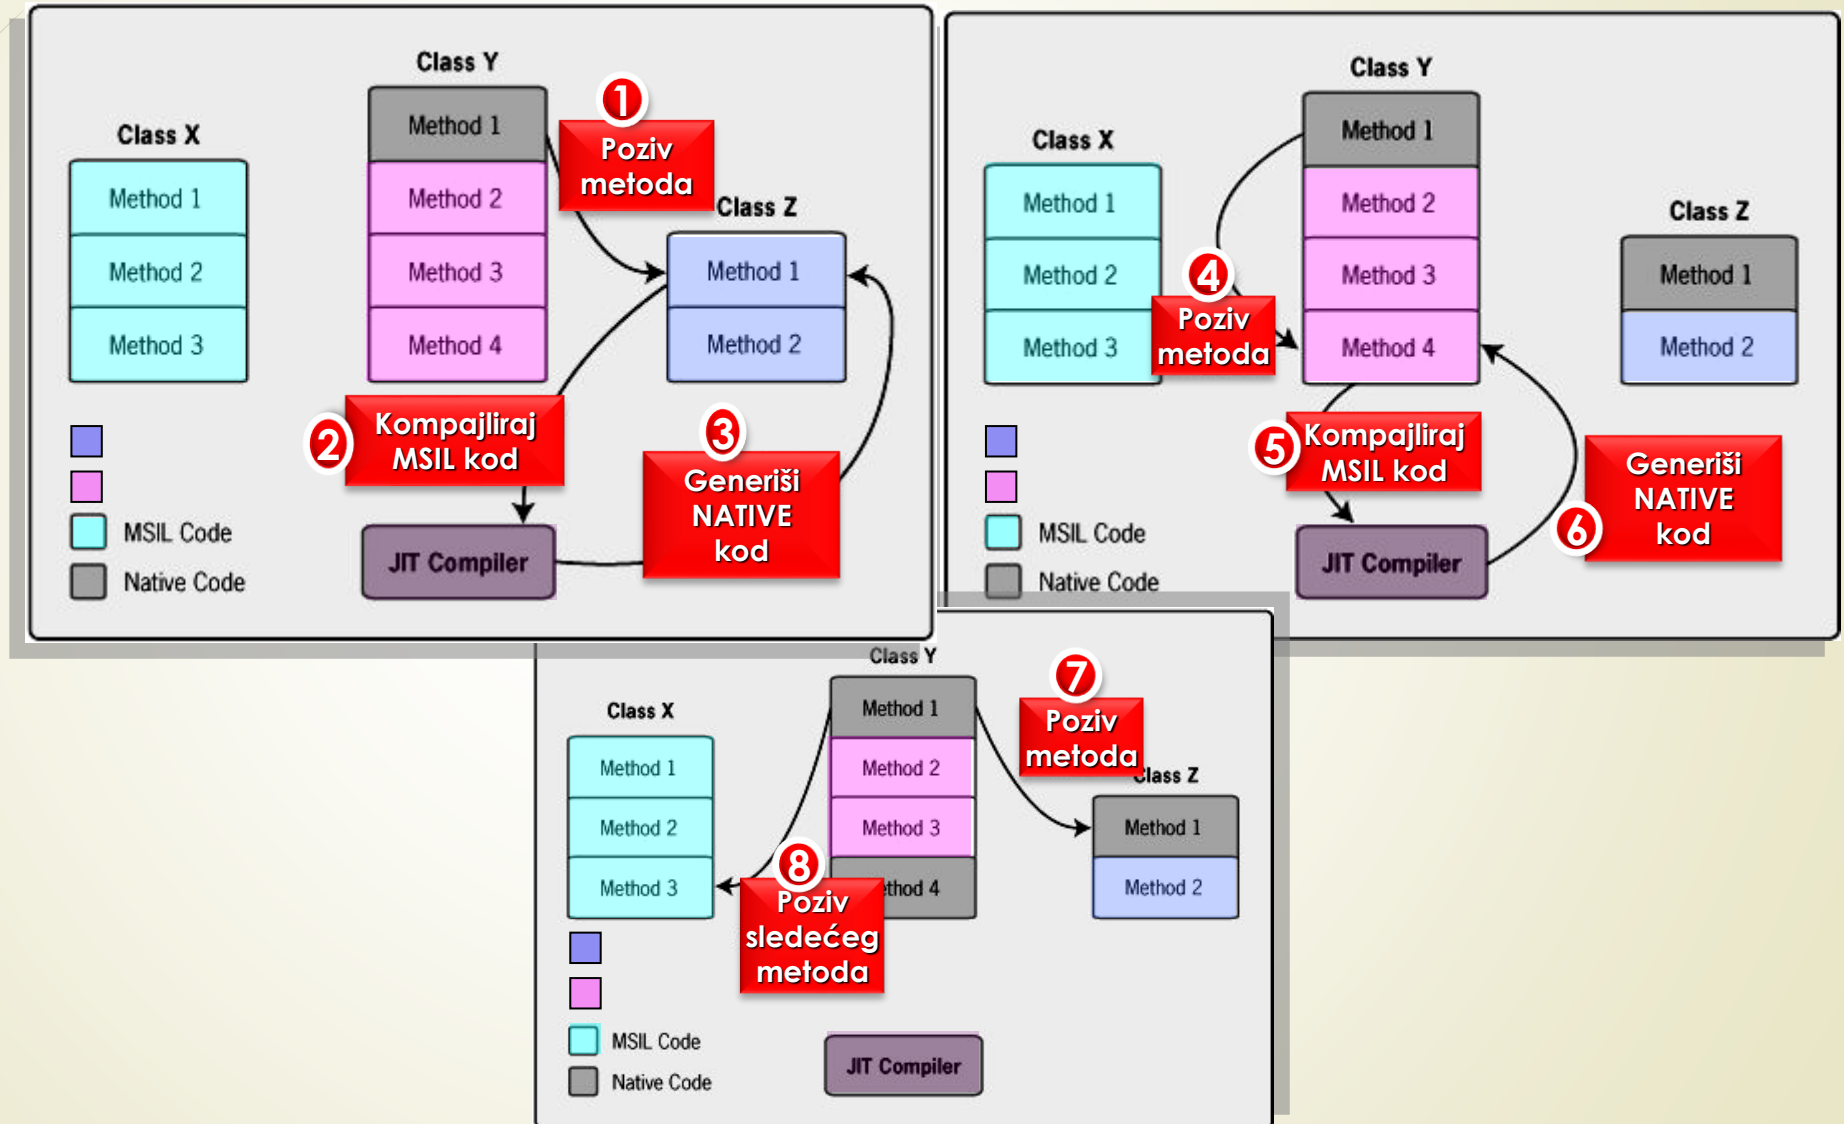 Class Y
Method 1
Method 2
Method 3
Method 4
Class X
Method 1
Method 2
Method 3
1
Poziv
metoda
Class Z
Method 1
Method 2
2
Kompajliraj
MSIL kod
3
Generiši
NATIVE
kod
MSIL Code
Native Code
JIT Compiler
Class Y
Method 1
Method 2
Method 3
Method 4
Class X
Method 1
Method 2
Method 3
4
Poziv
metoda
Class Z
Method 1
Method 2
5
Kompajliraj
MSIL kod
6
Generiši
NATIVE
kod
MSIL Code
Native Code
JIT Compiler
Class Y
Method 1
Method 2
Method 3
ethod 4
Class X
Method 1
Method 2
Method 3
7
Poziv
metoda
Class Z
Method 1
Method 2
8
Poziv
sledećeg
metoda
MSIL Code
Native Code
JIT Compiler